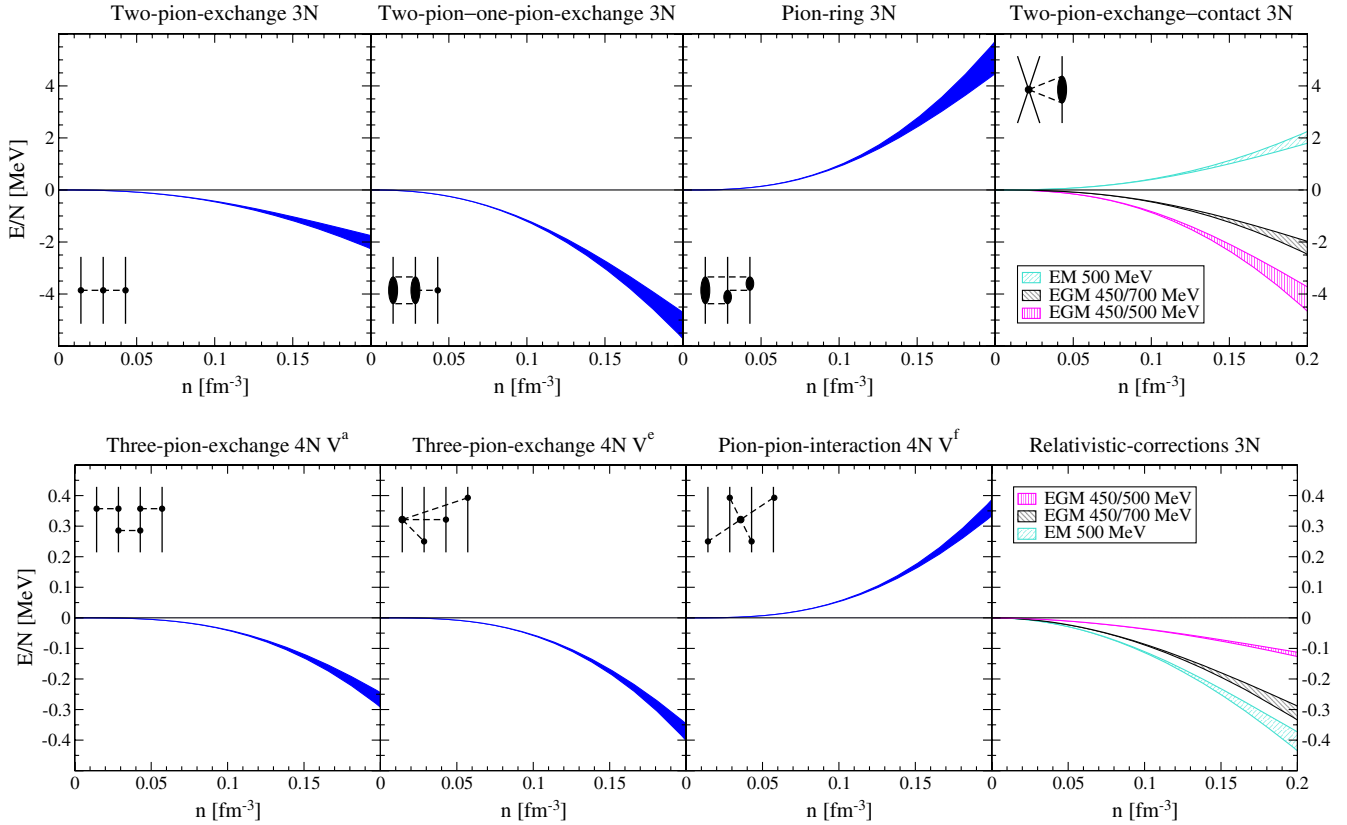 Two-pion-exchange 3N
Two-pion–one-pion-exchange 3N
Pion-ring 3N
Two-pion-exchange–contact 3N
E/N [MeV]
4
2
0
-2
-4
4
2
0
-2
-4
EM 500 MeV
EGM 450/700 MeV
EGM 450/500 MeV
0 0.05 0.1 0.15
0 0.05 0.1 0.15
0 0.05 0.1 0.15
0.05 0.1 0.15 0.2
n [fm⁻³]
n [fm⁻³]
n [fm⁻³]
n [fm⁻³]
Three-pion-exchange 4N Vᵃ
Three-pion-exchange 4N Vᵉ
Pion-pion-interaction 4N Vᶠ
Relativistic-corrections 3N
E/N [MeV]
0.4
0.3
0.2
0.1
0
-0.1
-0.2
-0.3
-0.4
EGM 450/500 MeV
EGM 450/700 MeV
EM 500 MeV
0.4
0.3
0.2
0.1
0
-0.1
-0.2
-0.3
-0.4
0 0.05 0.1 0.15
0 0.05 0.1 0.15
0 0.05 0.1 0.15
0 0.05 0.1 0.15 0.2
n [fm⁻³]
n [fm⁻³]
n [fm⁻³]
n [fm⁻³]